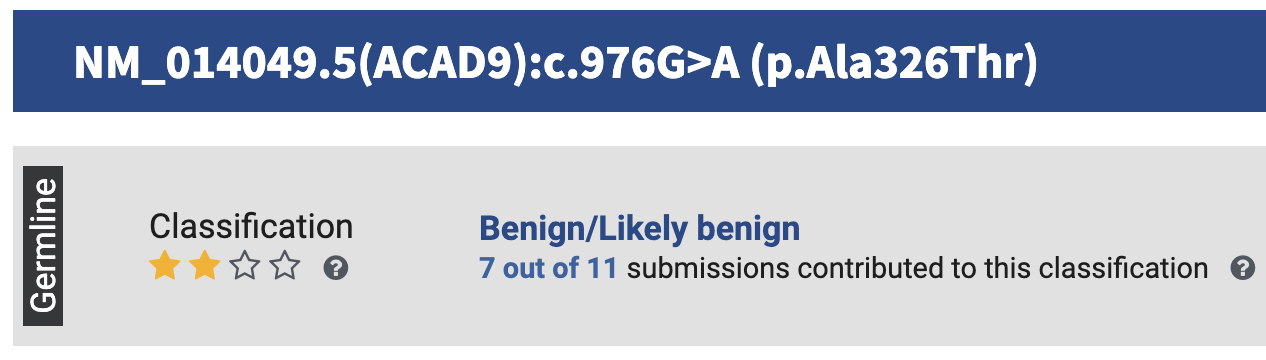 NM_014049.5(ACAD9):c.976G>A (p.Ala326Thr)
Germline
Classification
Benign/Likely benign
7 out of 11 submissions contributed to this classification